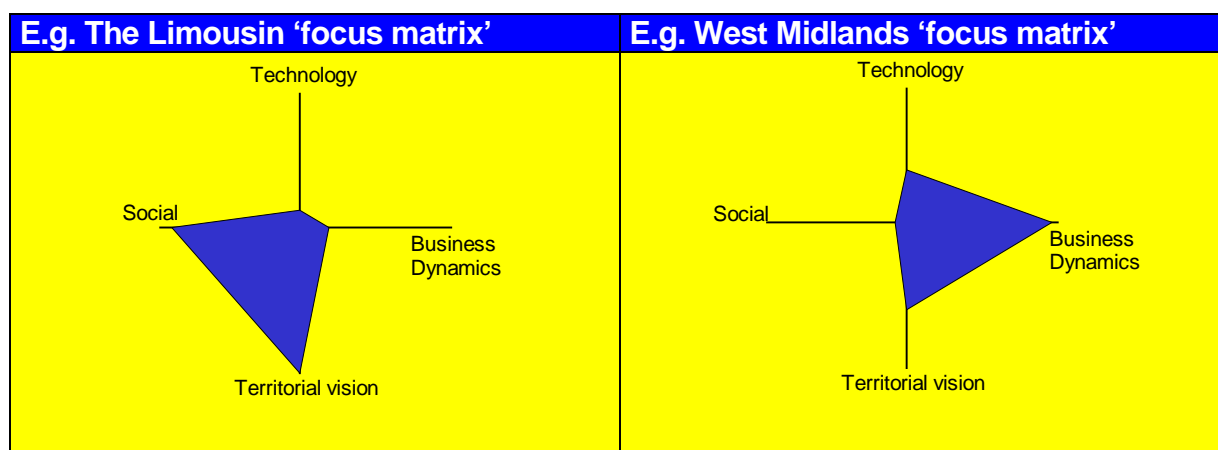 E.g. The Limousin ‘focus matrix’
Technology
Social
Business
Dynamics
Territorial vision
E.g. West Midlands ‘focus matrix’
Technology
Social
Business
Dynamics
Territorial vision